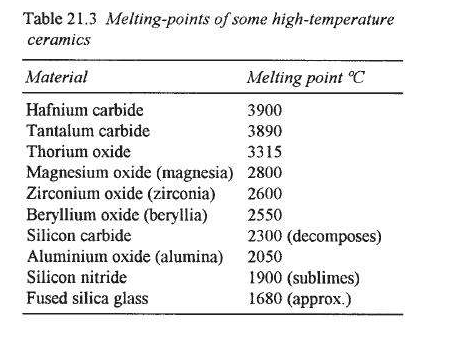 Table 21.3 Melting-points of some high-temperature
ceramics
Material Melting point °C
Hafnium carbide 3900
Tantalum carbide 3890
Thorium oxide 3315
Magnesium oxide (magnesia) 2800
Zirconium oxide (zirconia) 2600
Beryllium oxide (beryllia) 2550
Silicon carbide 2300 (decomposes)
Aluminium oxide (alumina) 2050
Silicon nitride 1900 (sublimes)
Fused silica glass 1680 (approx.)